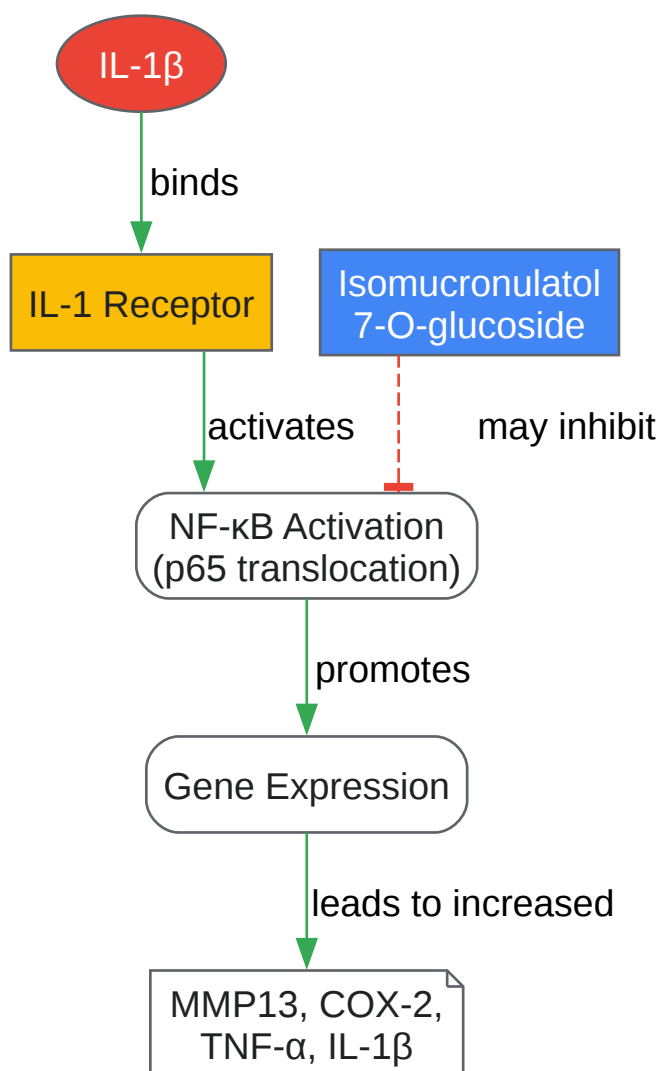 IL-1β
binds
IL-1 Receptor
Isomucronulatol
7-O-glucoside
activates
may inhibit
NF-κB Activation
(p65 translocation)
promotes
Gene Expression
leads to increased
MMP13, COX-2,
TNF-α, IL-1β